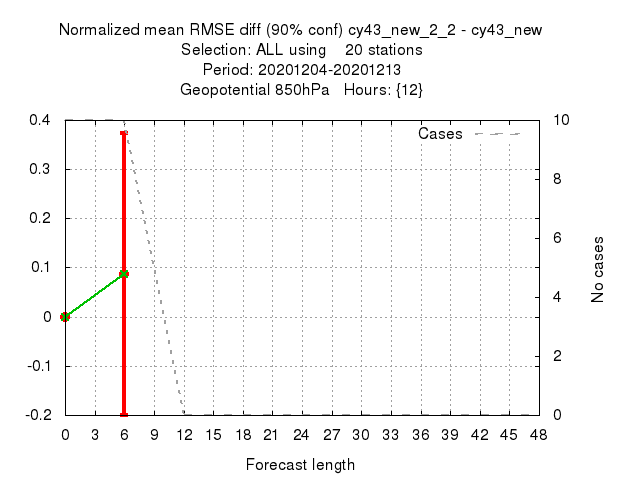 Normalized mean RMSE diff (90% conf) cy43_new_2_2 - cy43_new
Selection: ALL using    20 stations
Period: 20201204-20201213
Geopotential 850hPa   Hours: {12}
Cases
0.4
0.3
0.2
0.1
0
-0.1
-0.2
10
8
6
4
2
0
No cases
0 3 6 9 12 15 18 21 24 27 30 33 36 39 42 45 48
Forecast length